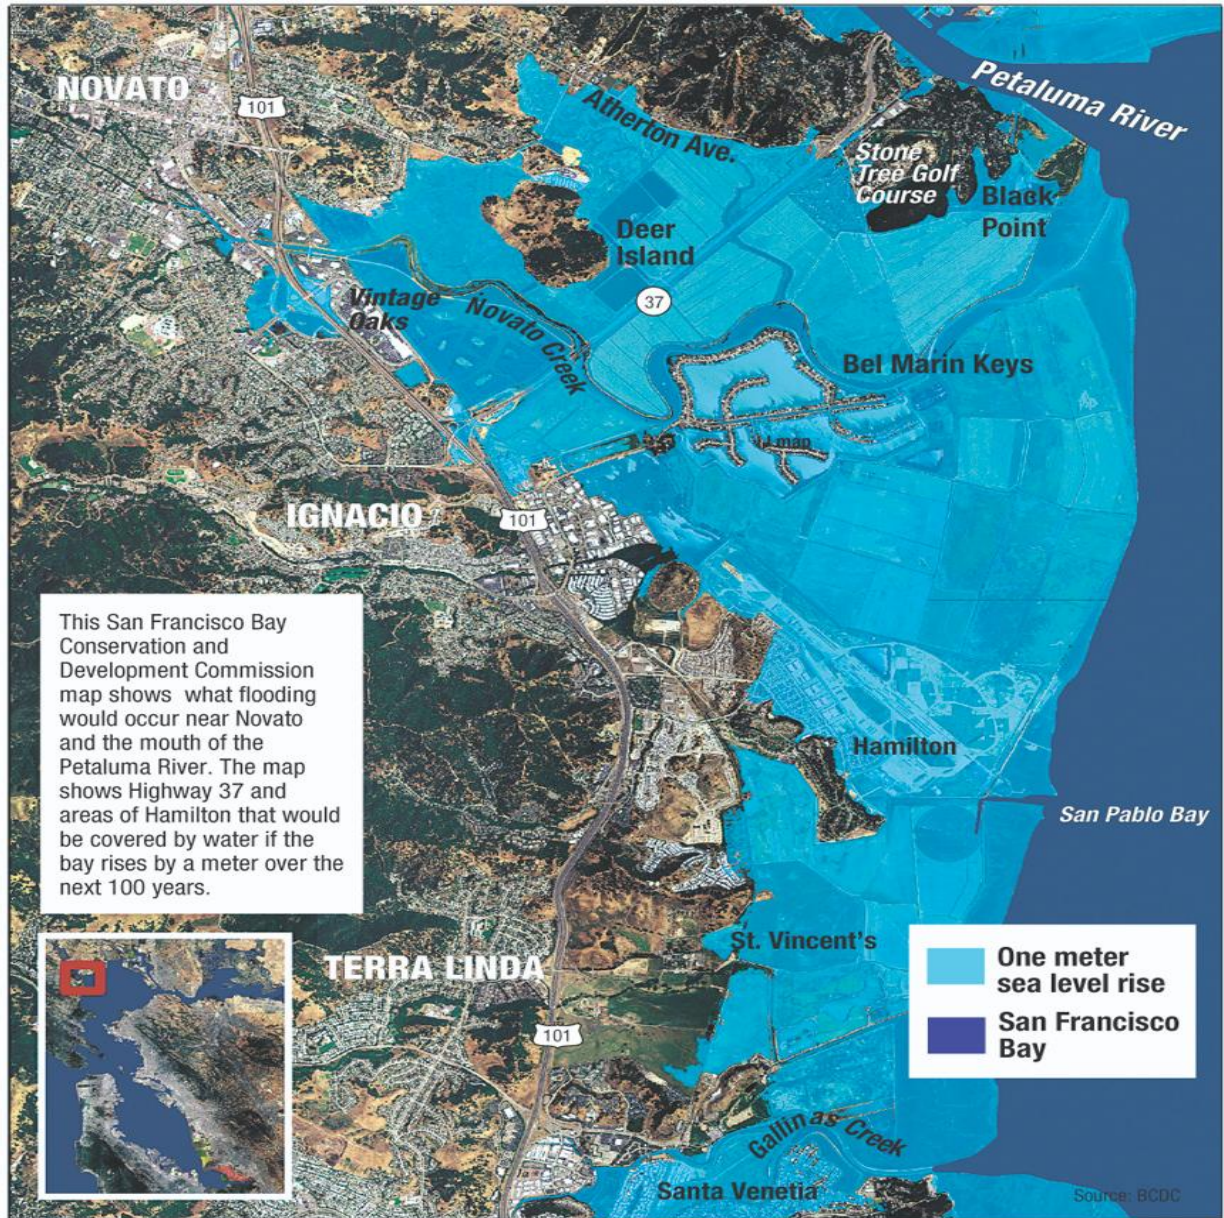 NOVATO
101
Petaluma River
Atherton Ave.
Stone
Tree Golf
Course
Black
Point
Deer
Island
37
Vintage
Oaks
Novato Creek
Bel Marin Keys
map
IGNACIO
101
This San Francisco Bay
Conservation and
Development Commission
map shows what flooding
would occur near Novato
and the mouth of the
Petaluma River. The map
shows Highway 37 and
areas of Hamilton that would
be covered by water if the
bay rises by a meter over the
next 100 years.
Hamilton
San Pablo Bay
St. Vincent's
TERRA LINDA
101
One meter
sea level rise
San Francisco
Bay
Gallinas Creek
Santa Venetia
Source: BCDC